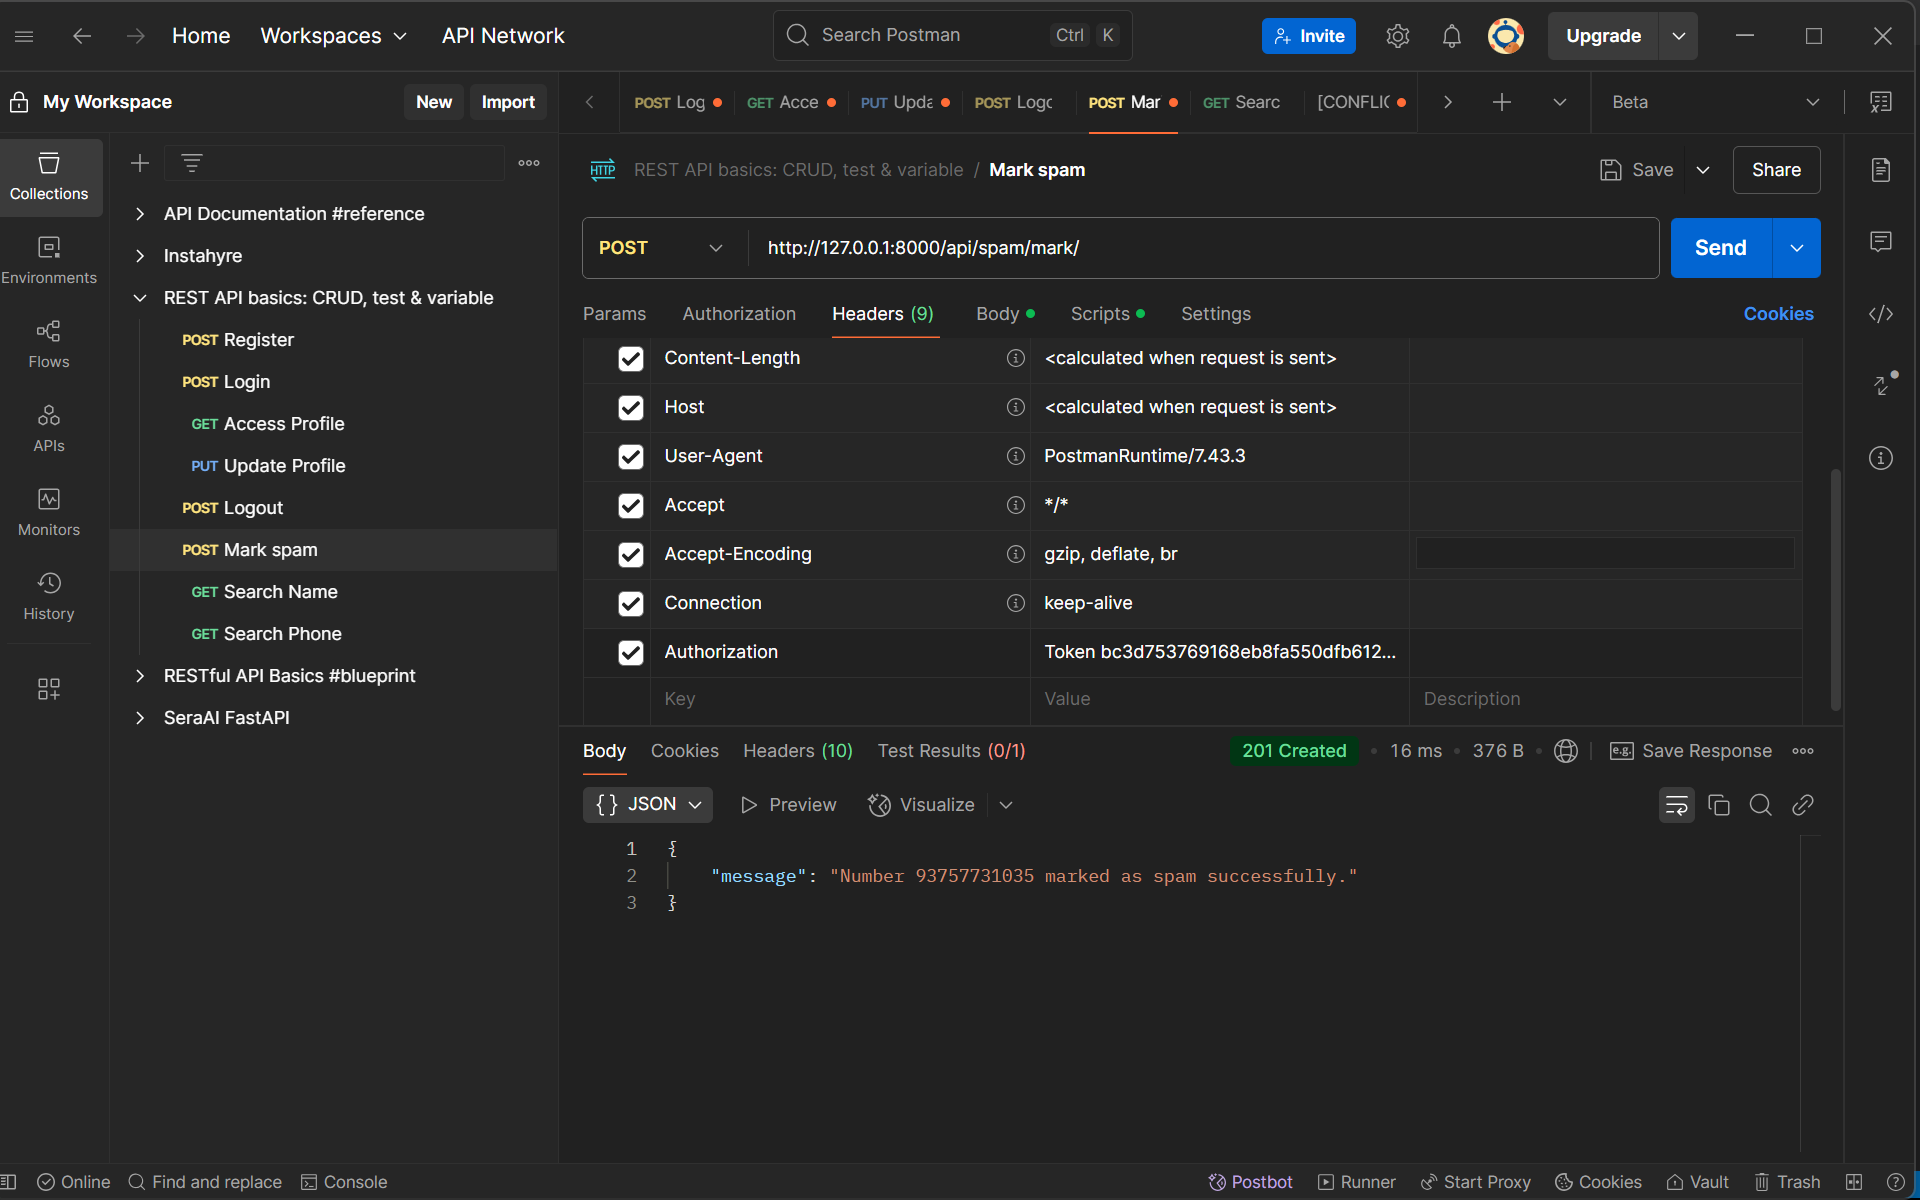 Home Workspaces API Network Search Postman Ctrl K Invite Upgrade
My Workspace New Import
POST Log GET Acce PUT Upda POST Logo POST Mar GET Searc [CONFLIC Beta
Collections
Environments
Flows
APIs
Monitors
History
API Documentation #reference
Instahyre
REST API basics: CRUD, test & variable
POST Register
POST Login
GET Access Profile
PUT Update Profile
POST Logout
POST Mark spam
GET Search Name
GET Search Phone
RESTful API Basics #blueprint
SeraAI FastAPI
HTTP REST API basics: CRUD, test & variable / Mark spam Save Share
POST http://127.0.0.1:8000/api/spam/mark/ Send
Params Authorization Headers (9) Body Scripts Settings Cookies
Content-Length <calculated when request is sent>
Host <calculated when request is sent>
User-Agent PostmanRuntime/7.43.3
Accept */*
Accept-Encoding gzip, deflate, br
Connection keep-alive
Authorization Token bc3d753769168eb8fa550dfb612...
Key Value Description
Body Cookies Headers (10) Test Results (0/1) 201 Created • 16 ms • 376 B • e.g. Save Response
{} JSON Preview Visualize
1 {
2 "message": "Number 93757731035 marked as spam successfully."
3 }
Online Find and replace Console Postbot Runner Start Proxy Cookies Vault Trash